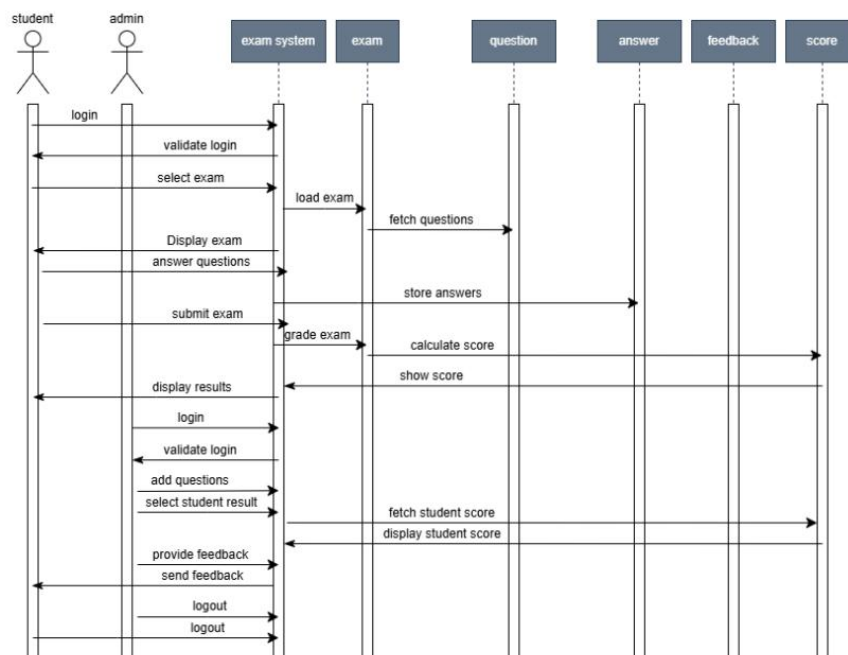 student
admin
exam system
exam
question
answer
feedback
score
login
validate login
select exam
load exam
fetch questions
Display exam
answer questions
store answers
submit exam
grade exam
calculate score
show score
display results
login
validate login
add questions
select student result
fetch student score
display student score
provide feedback
send feedback
logout
logout